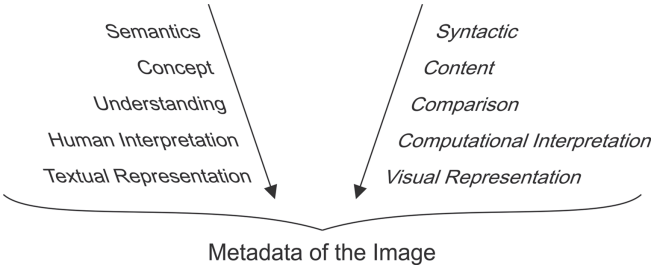 Semantics
Concept
Understanding
Human Interpretation
Textual Representation
Syntactic
Content
Comparison
Computational Interpretation
Visual Representation
Metadata of the Image